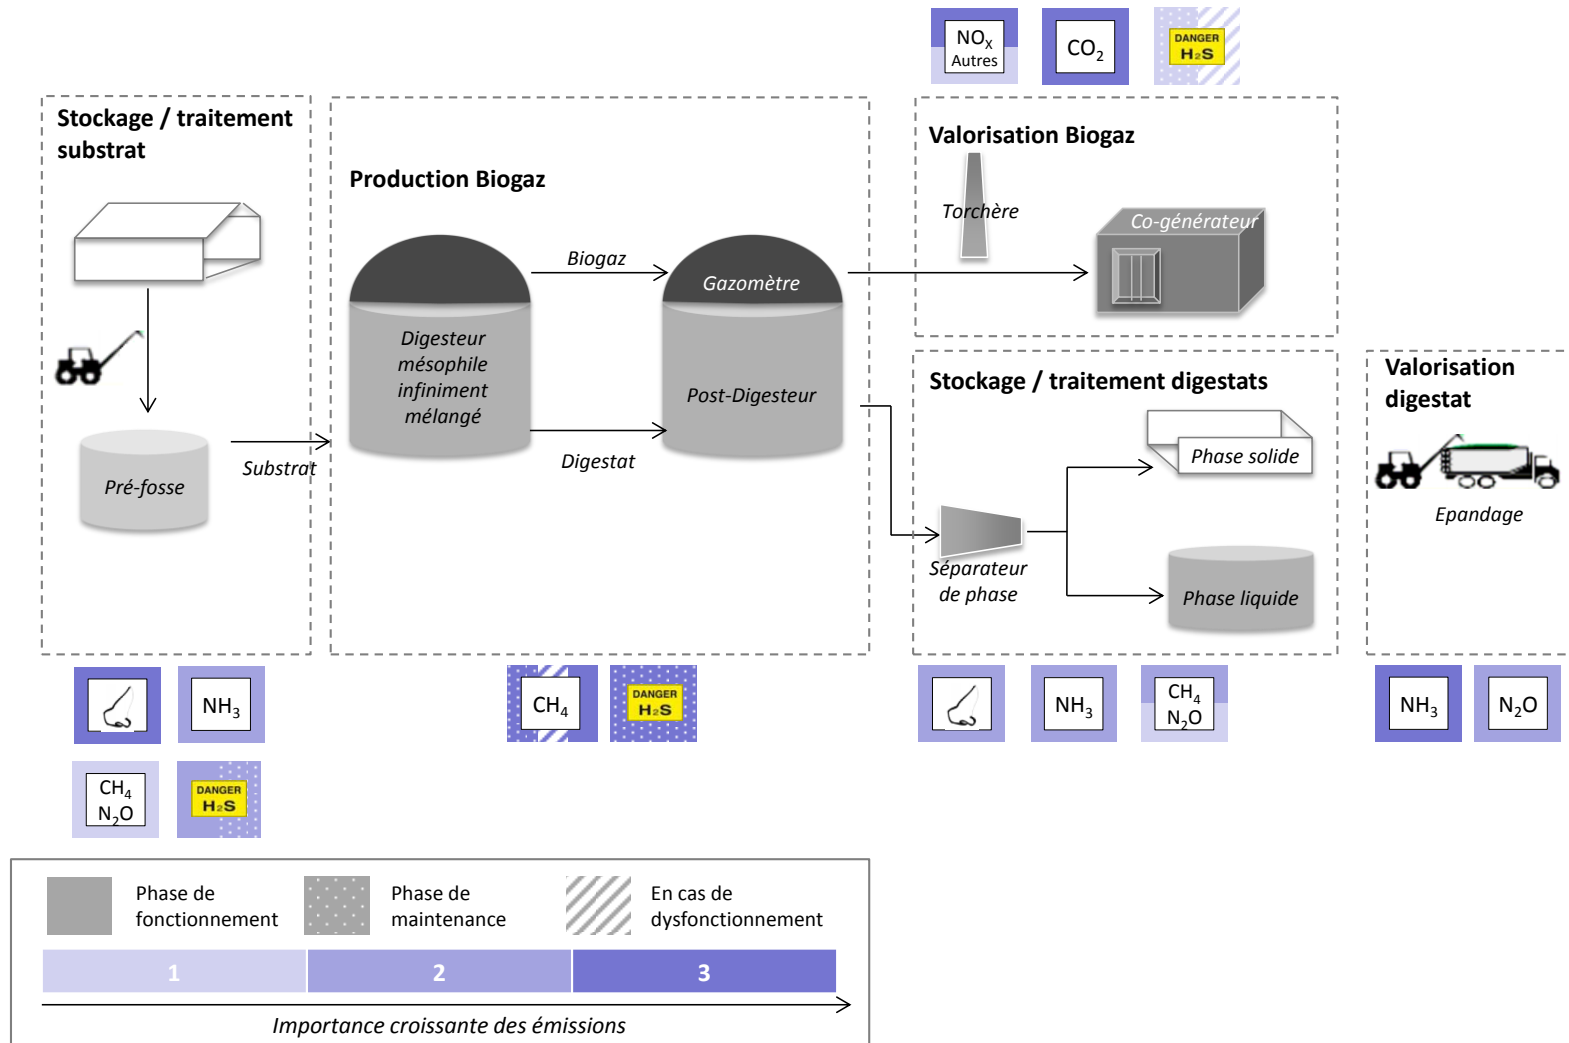 NOX
Autres
CO2
DANGER
H2S
Stockage / traitement
substrat
Pré-fosse
Substrat
Production Biogaz
Biogaz
Digesteur
mésophile
infiniment
mélangé
Digestat
Gazomètre
Post-Digesteur
Valorisation Biogaz
Torchère
Co-générateur
Stockage / traitement digestats
Phase solide
Séparateur
de phase
Phase liquide
Valorisation
digestat
Epandage
NH3
CH4
DANGER
H2S
NH3
CH4
N2O
NH3
N2O
CH4
N2O
DANGER
H2S
Phase de
fonctionnement
Phase de
maintenance
En cas de
dysfonctionnement
1
2
3
Importance croissante des émissions